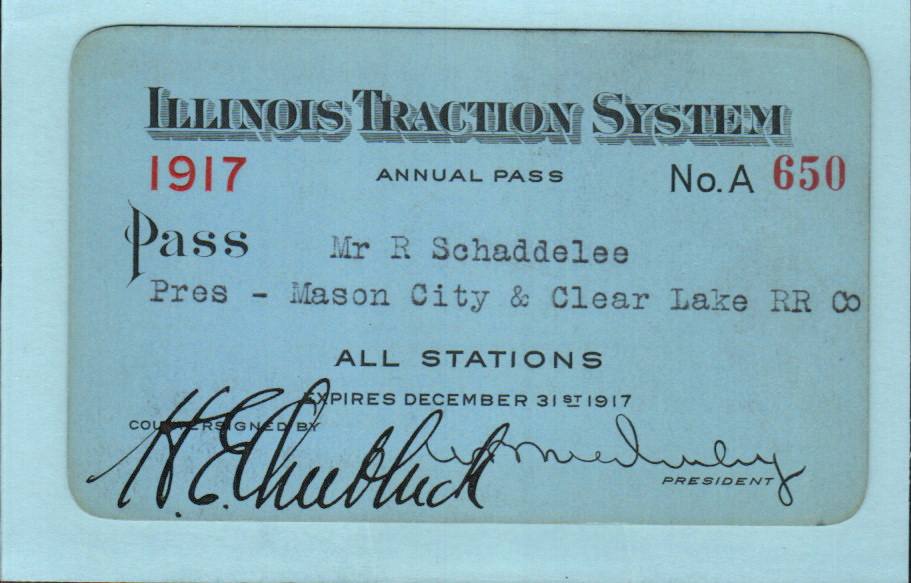 ILLINOIS TRACTION SYSTEM
1917 ANNUAL PASS No. A 650
Pass Mr R Schaddelee
Pres - Mason City & Clear Lake RR Co
ALL STATIONS
EXPIRES DECEMBER 31ST 1917
COUNTERSIGNED BY
H. E. Chubbuck
PRESIDENT